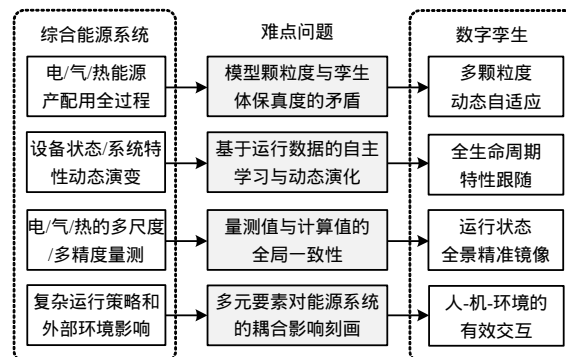 综合能源系统
难点问题
数字孪生
电/气/热能源
产配用全过程
模型颗粒度与孪生
体保真度的矛盾
多颗粒度
动态自适应
设备状态/系统特
性动态演变
基于运行数据的自主
学习与动态演化
全生命周期
特性跟随
电/气/热的多尺度
/多精度量测
量测值与计算值的
全局一致性
运行状态
全景精准镜像
复杂运行策略和
外部环境影响
多元要素对能源系统
的耦合影响刻画
人-机-环境的
有效交互